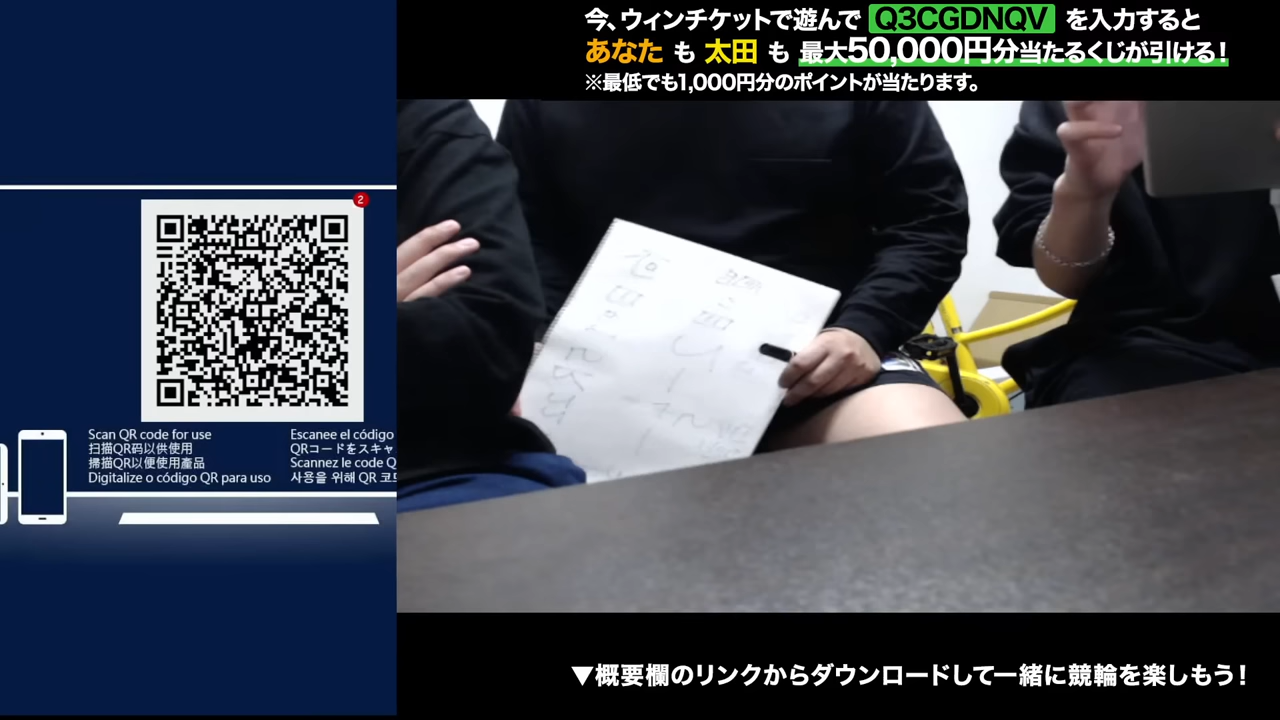 今、ウィンチケットで遊んで Q3CGDNQV を入力すると
あなた も 太田 も 最大50,000円分当たるくじが引ける!
※最低でも1,000円分のポイントが当たります。
2
Scan QR code for use
扫描QR码以供使用
掃描QR以便使用產品
Digitalize o código QR para uso
Escanee el código
QRコードをスキャ
Scannez le code Q
사용을 위해 QR 코드
▼概要欄のリンクからダウンロードして一緒に競輪を楽しもう!